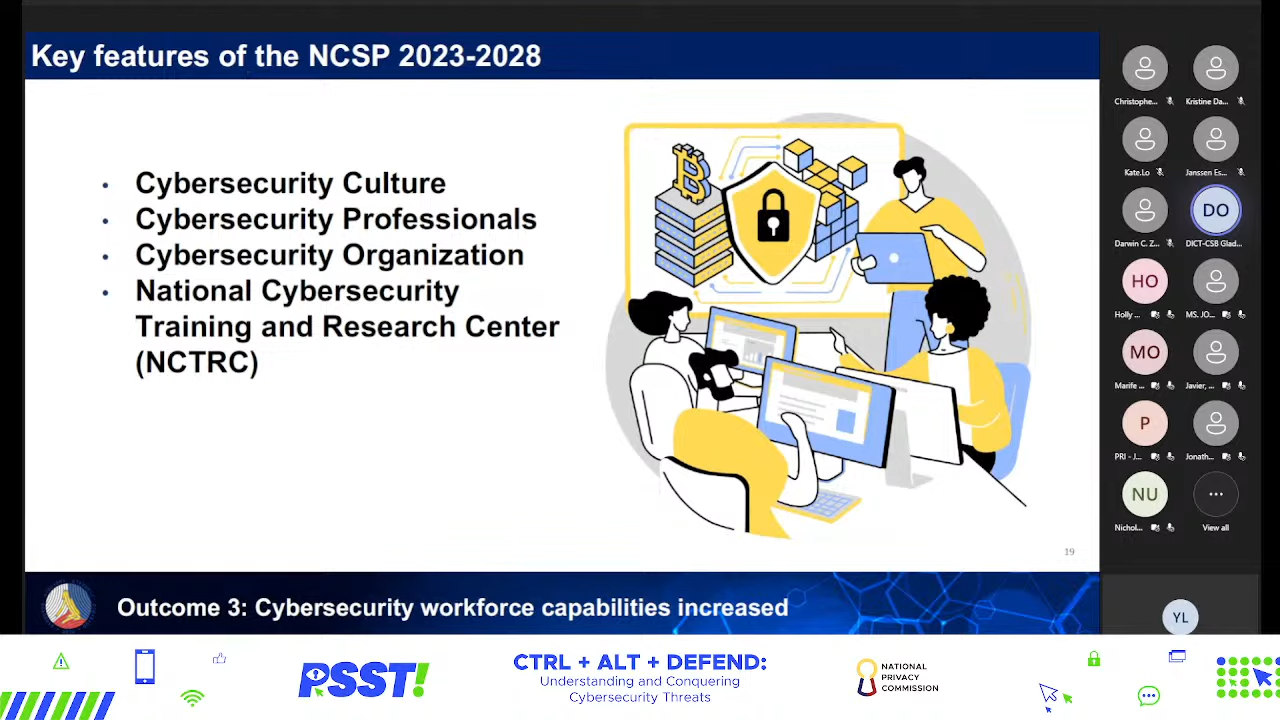 Key features of the NCSP 2023-2028
• Cybersecurity Culture
• Cybersecurity Professionals
• Cybersecurity Organization
• National Cybersecurity
Training and Research Center
(NCTRC)
19
Outcome 3: Cybersecurity workforce capabilities increased
Christophe...
Kristine Da...
Kate.Lo
Janssen Es...
Darwin C. Z...
DO
DICT-CSB Glad...
HO
Holly ...
MS. JO...
MO
Marife ...
Javier, ...
P
PRI - J...
Jonath...
NU
Nichol...
View all
YL
PSST!
CTRL + ALT + DEFEND:
Understanding and Conquering
Cybersecurity Threats
NATIONAL
PRIVACY
COMMISSION